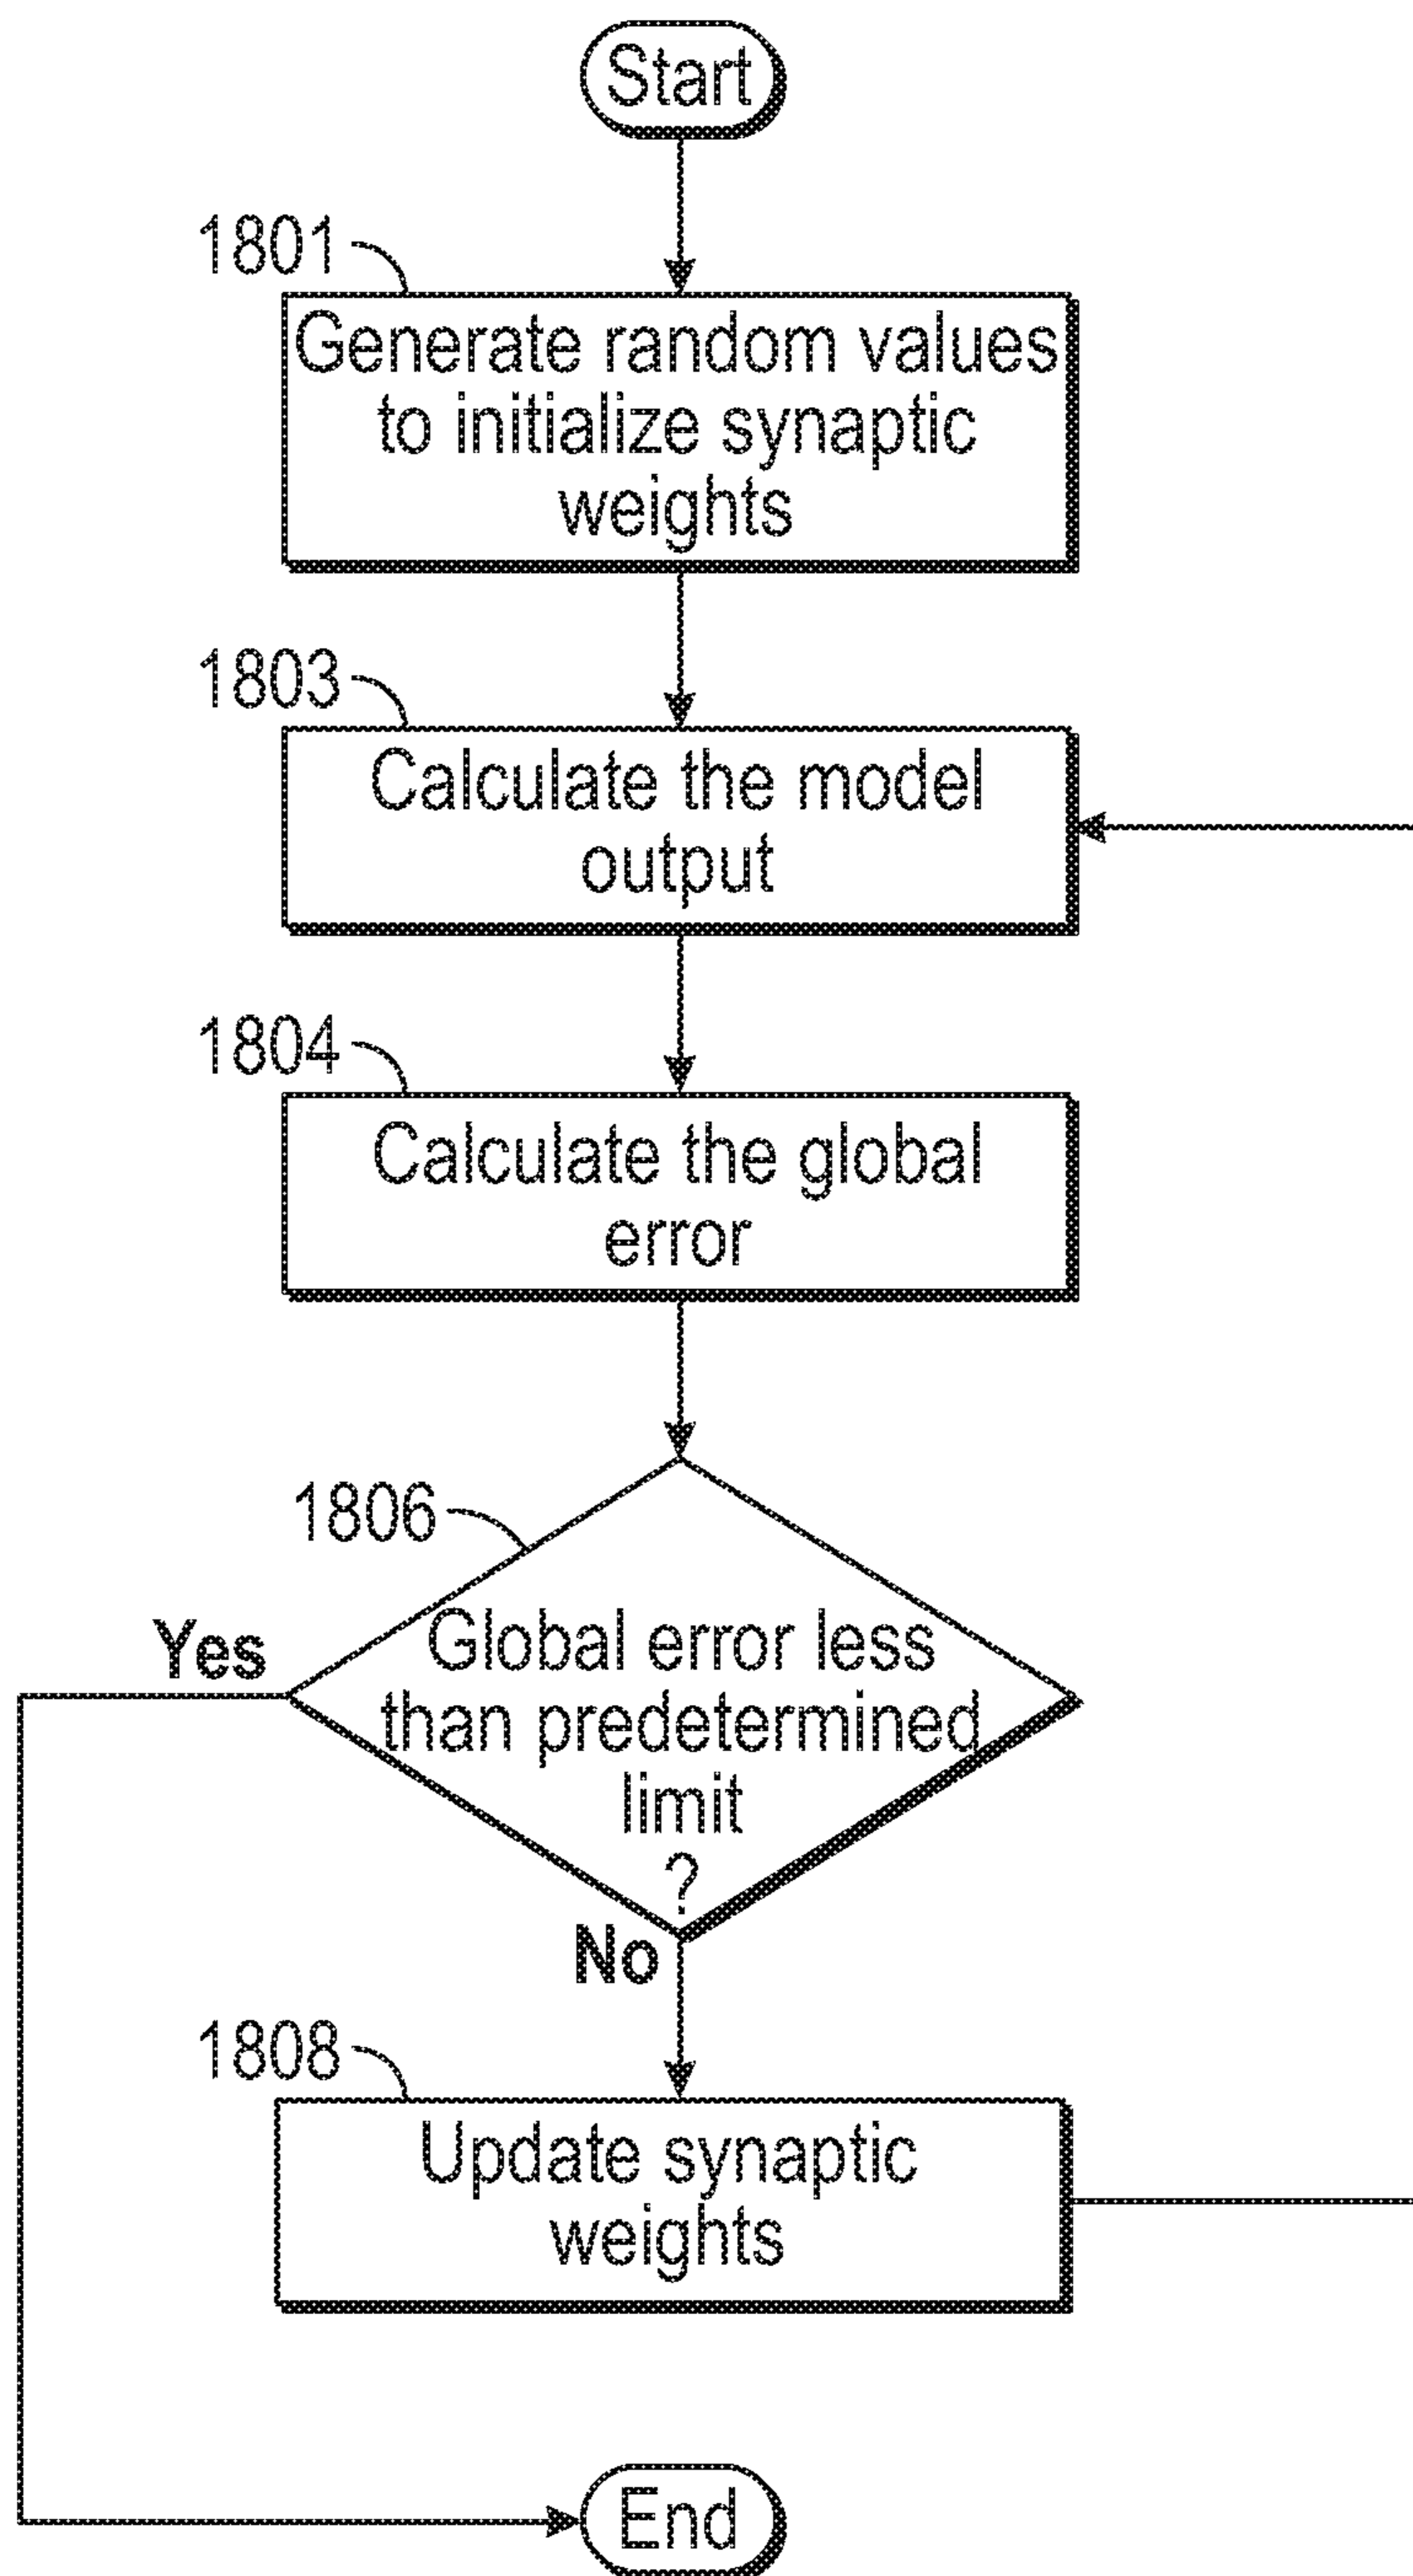 Start
1801
Generate random values
to initialize synaptic
weights
1803
Calculate the model
output
1804
Calculate the global
error
1806
Yes
Global error less
than predetermined
limit
?
No
1808
Update synaptic
weights
End